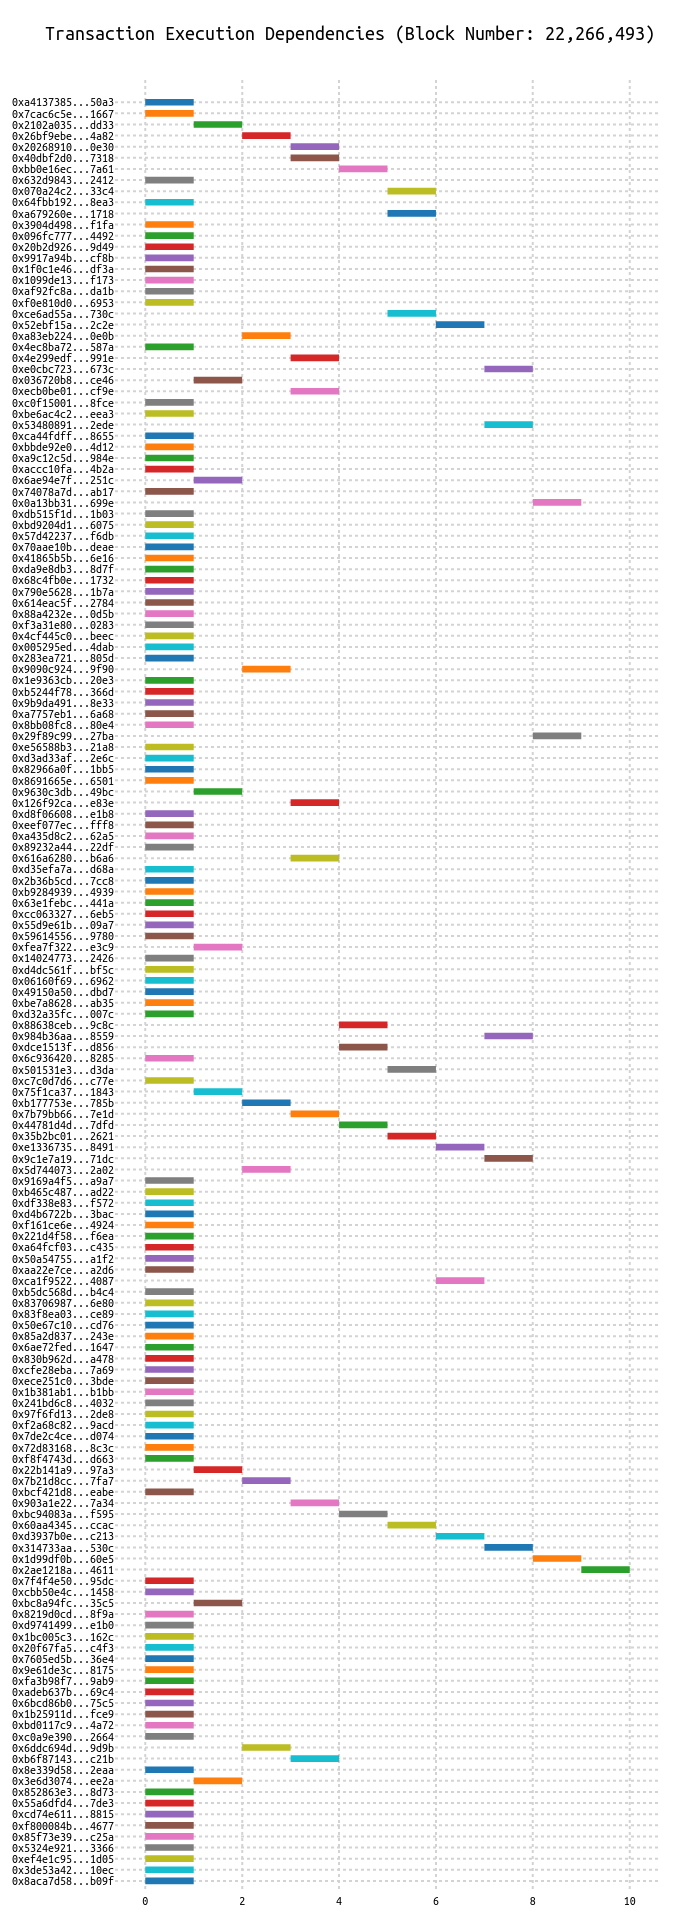 Transaction Execution Dependencies (Block Number: 22,266,493)
0xa4137385...50a3
0x7cac6c5e...1667
0x2102a035...dd33
0x26bf9ebe...4a82
0x20268910...0e30
0x40dbf2d0...7318
0xbb0e16ec...7a61
0x632d9843...2412
0x070a24c2...33c4
0x64fbb192...8ea3
0xa679260e...1718
0x3904d498...f1fa
0x096fc777...4492
0x20b2d926...9d49
0x9917a94b...cf8b
0x1f0c1e46...df3a
0x1099de13...f173
0xaf92fc8a...da1b
0xf0e810d0...6953
0xce6ad55a...730c
0x52ebf15a...2c2e
0xa83eb224...0e0b
0x4ec8ba72...587a
0x4e299edf...991e
0xe0cbc723...673c
0x036720b8...ce46
0xecb0be01...cf9e
0xc0f15001...8fce
0xbe6ac4c2...eea3
0x53480891...2ede
0xca44fdff...8655
0xbbde92e0...4d12
0xa9c12c5d...984e
0xaccc10fa...4b2a
0x6ae94e7f...251c
0x74078a7d...ab17
0x0a13bb31...699e
0xdb515f1d...1b03
0xbd9204d1...6075
0x57d42237...f6db
0x70aae10b...deae
0x41865b5b...6e16
0xda9e8db3...8d7f
0x68c4fb0e...1732
0x790e5628...1b7a
0x614eac5f...2784
0x88a4232e...0d5b
0xf3a31e80...0283
0x4cf445c0...beec
0x005295ed...4dab
0x283ea721...805d
0x9090c924...9f90
0x1e9363cb...20e3
0xb5244f78...366d
0x9b9da491...8e33
0xa7757eb1...6a68
0x8bb08fc8...80e4
0x29f89c99...27ba
0xe56588b3...21a8
0xd3ad33af...2e6c
0x82966a0f...1bb5
0x8691665e...6501
0x9630c3db...49bc
0x126f92ca...e83e
0xd8f06608...e1b8
0xeef077ec...fff8
0xa435d8c2...62a5
0x89232a44...22df
0x616a6280...b6a6
0xd35efa7a...d68a
0x2b36b5cd...7cc8
0xb9284939...4939
0x63e1febc...441a
0xcc063327...6eb5
0x55d9e61b...09a7
0x59614556...9780
0xfea7f322...e3c9
0x14024773...2426
0xd4dc561f...bf5c
0x06160f69...6962
0x49150a50...dbd7
0xbe7a8628...ab35
0xd32a35fc...007c
0x88638ceb...9c8c
0x984b36aa...8559
0xdce1513f...d856
0x6c936420...8285
0x501531e3...d3da
0xc7c0d7d6...c77e
0x75f1ca37...1843
0xb177753e...785b
0x7b79bb66...7e1d
0x44781d4d...7dfd
0x35b2bc01...2621
0xe1336735...8491
0x9c1e7a19...71dc
0x5d744073...2a02
0x9169a4f5...a9a7
0xb465c487...ad22
0xdf338e83...f572
0xd4b6722b...3bac
0xf161ce6e...4924
0x221d4f58...f6ea
0xa64fcf03...c435
0x50a54755...a1f2
0xaa22e7ce...a2d6
0xca1f9522...4087
0xb5dc568d...b4c4
0x83706987...6e80
0x83f8ea03...ce89
0x50e67c10...cd76
0x85a2d837...243e
0x6ae72fed...1647
0x830b962d...a478
0xcfe28eba...7a69
0xece251c0...3bde
0x1b381ab1...b1bb
0x241bd6c8...4032
0x97f6fd13...2de8
0xf2a68c82...9acd
0x7de2c4ce...d074
0x72d83168...8c3c
0xf8f4743d...d663
0x22b141a9...97a3
0x7b21d8cc...7fa7
0xbcf421d8...eabe
0x903a1e22...7a34
0xbc94083a...f595
0x60aa4345...ccac
0xd3937b0e...c213
0x314733aa...530c
0x1d99df0b...60e5
0x2ae1218a...4611
0x7f4f4e50...95dc
0xcbb50e4c...1458
0xbc8a94fc...35c5
0x8219d0cd...8f9a
0xd9741499...e1b0
0x1bc005c3...162c
0x20f67fa5...c4f3
0x7605ed5b...36e4
0x9e61de3c...8175
0xfa3b98f7...9ab9
0xadeb637b...69c4
0x6bcd86b0...75c5
0x1b25911d...fce9
0xbd0117c9...4a72
0xc0a9e390...2664
0x6ddc694d...9d9b
0xb6f87143...c21b
0x8e339d58...2eaa
0x3e6d3074...ee2a
0x852863e3...8d73
0x55a6dfd4...7de3
0xcd74e611...8815
0xf800084b...4677
0x85f73e39...c25a
0x5324e921...3366
0xef4e1c95...1d05
0x3de53a42...10ec
0x8aca7d58...b09f
0 2 4 6 8 10